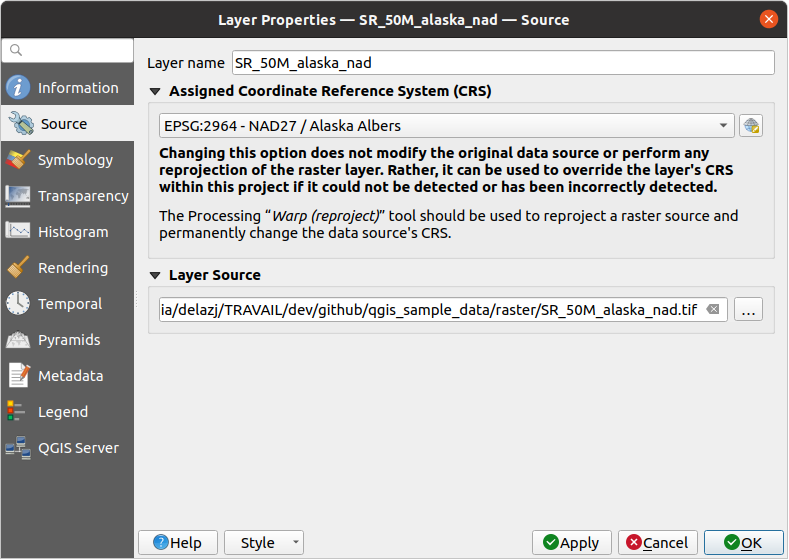 Layer Properties — SR_50M_alaska_nad — Source
Information
Source
Symbology
Transparency
Histogram
Rendering
Temporal
Pyramids
Metadata
Legend
QGIS Server
Layer name SR_50M_alaska_nad
Assigned Coordinate Reference System (CRS)
EPSG:2964 - NAD27 / Alaska Albers
Changing this option does not modify the original data source or perform any
reprojection of the raster layer. Rather, it can be used to override the layer's CRS
within this project if it could not be detected or has been incorrectly detected.
The Processing “Warp (reproject)” tool should be used to reproject a raster source and
permanently change the data source's CRS.
Layer Source
ia/delazj/TRAVAIL/dev/github/qgis_sample_data/raster/SR_50M_alaska_nad.tif ...
Help Style Apply Cancel OK